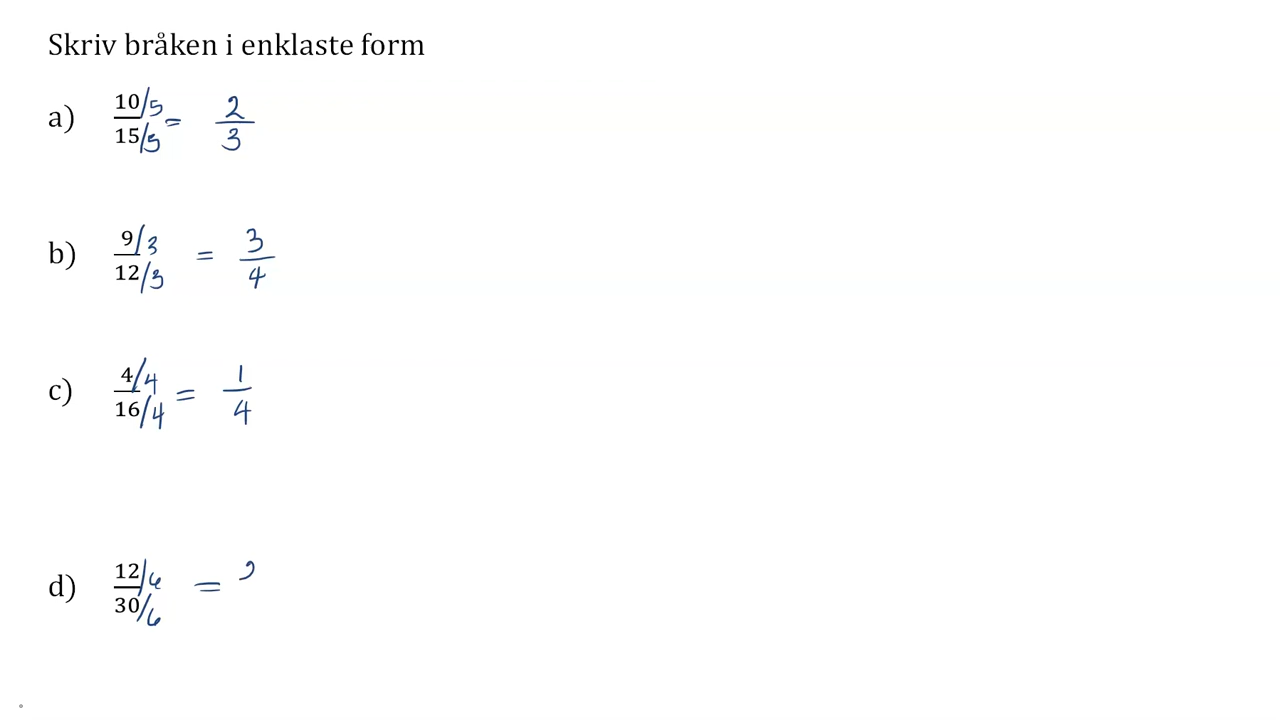 Skriv bråken i enklaste form
a) 10/5 = 2
15/5 3
b) 9/3 = 3
12/3 4
c) 4/4 = 1
16/4 4
d) 12/6 = 2
30/6